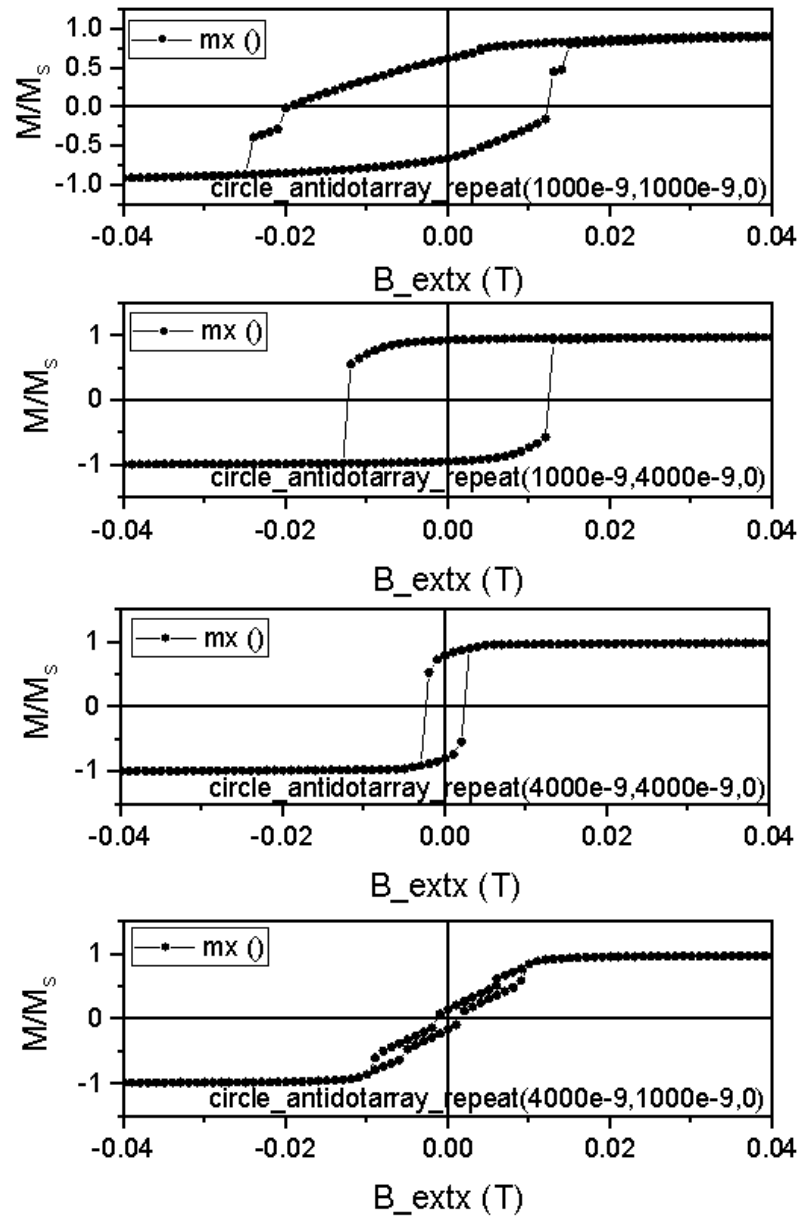 mx ()
1.0
0.5
0.0
-0.5
-1.0
M/Ms
circle_antidotarray_repeat(1000e-9,1000e-9,0)
-0.04 -0.02 0.00 0.02 0.04
B_extx (T)
mx ()
1
0
-1
M/Ms
circle_antidotarray_repeat(1000e-9,4000e-9,0)
-0.04 -0.02 0.00 0.02 0.04
B_extx (T)
mx ()
1
0
-1
M/Ms
circle_antidotarray_repeat(4000e-9,4000e-9,0)
-0.04 -0.02 0.00 0.02 0.04
B_extx (T)
mx ()
1
0
-1
M/Ms
circle_antidotarray_repeat(4000e-9,1000e-9,0)
-0.04 -0.02 0.00 0.02 0.04
B_extx (T)